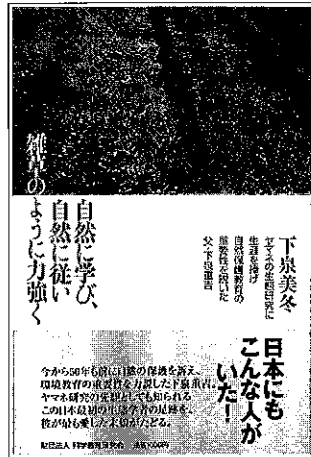 自然に学び、
自然に従い
雑草の
ように力強く
下泉美冬
ヤマネの生態研究に
生涯を捧げ
自然保護教育の
重要性を説いた
父・下泉重吉
日本にも
こんな人が
いた！
今から50年も前に自然の保護を訴え、
環境教育の重要性を力説した下泉重吉。
ヤマネ研究の先駆としても知られる
この日本最初の生態学者の足跡を、
彼が最も愛した末娘がたどる。
財団法人 科学教育研究会